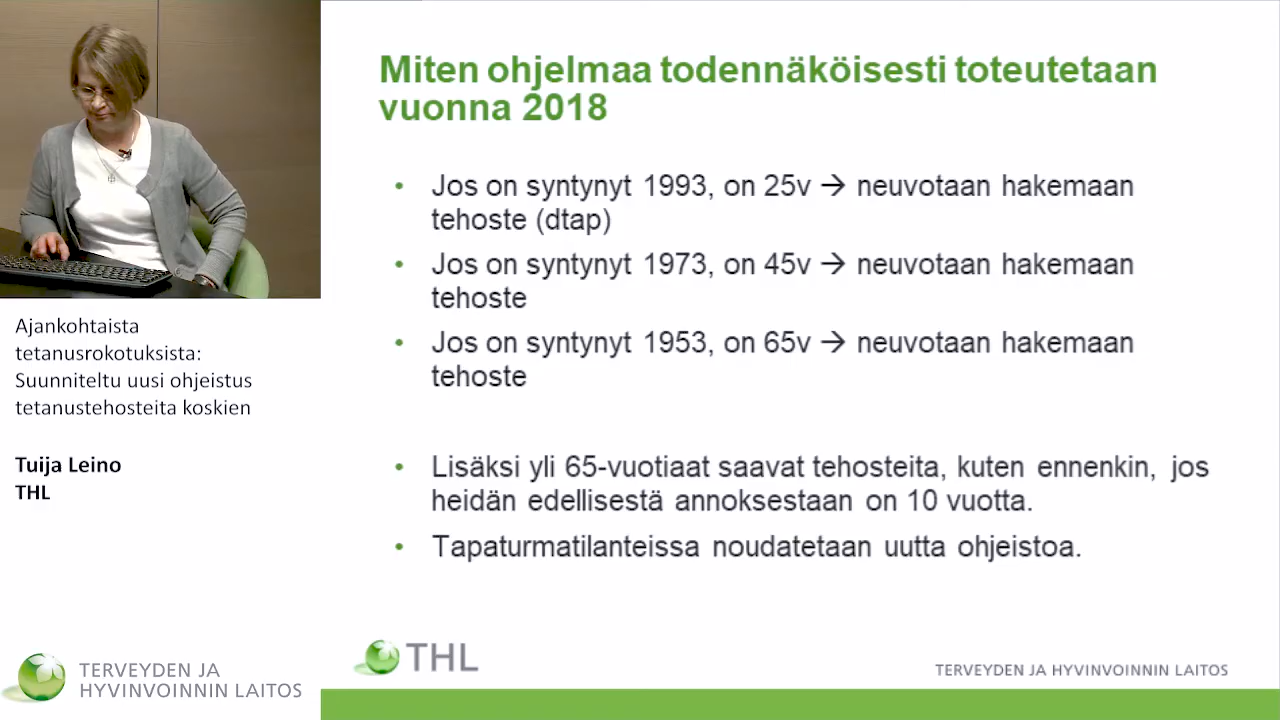 Miten ohjelmaa todennäköisesti toteutetaan
vuonna 2018
• Jos on syntynyt 1993, on 25v → neuvotaan hakemaan
tehoste (dtap)
• Jos on syntynyt 1973, on 45v → neuvotaan hakemaan
tehoste
• Jos on syntynyt 1953, on 65v → neuvotaan hakemaan
tehoste
• Lisäksi yli 65-vuotiaat saavat tehosteita, kuten ennenkin, jos
heidän edellisestä annoksestaan on 10 vuotta.
• Tapaturmatilanteissa noudatetaan uutta ohjeistoa.
THL
TERVEYDEN JA HYVINVOINNIN LAITOS
Ajankohtaista
tetanusrokotuksista:
Suunniteltu uusi ohjeistus
tetanustehosteita koskien
Tuija Leino
THL
TERVEYDEN JA
HYVINVOINNIN LAITOS